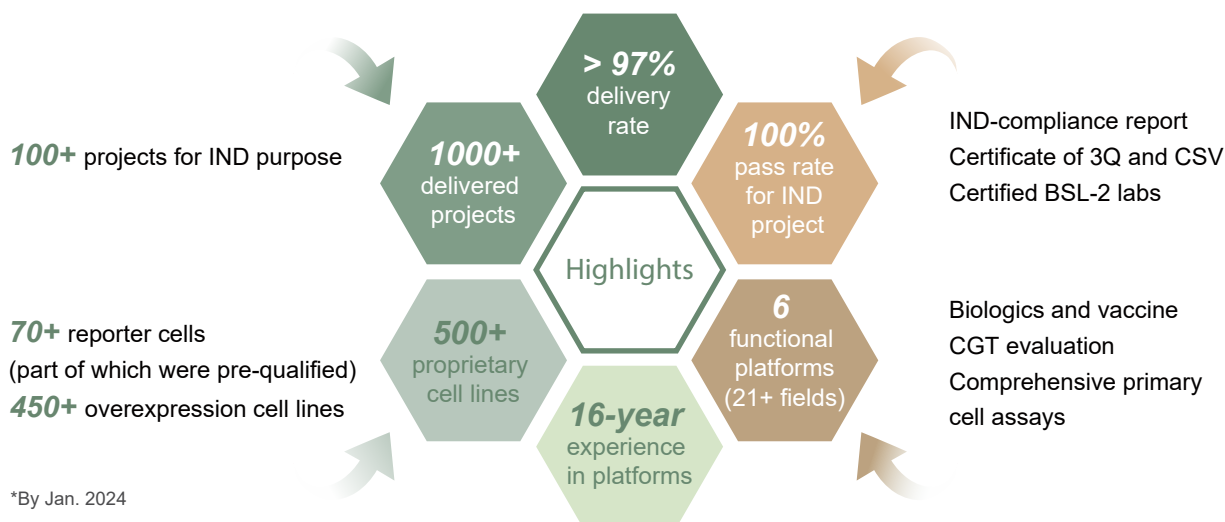 > 97%
delivery
rate
100+ projects for IND purpose
1000+
delivered
projects
100%
pass rate
for IND
project
IND-compliance report
Certificate of 3Q and CSV
Certified BSL-2 labs
Highlights
70+ reporter cells
(part of which were pre-qualified)
450+ overexpression cell lines
500+
proprietary
cell lines
6
functional
platforms
(21+ fields)
Biologics and vaccine
CGT evaluation
Comprehensive primary
cell assays
16-year
experience
in platforms
*By Jan. 2024